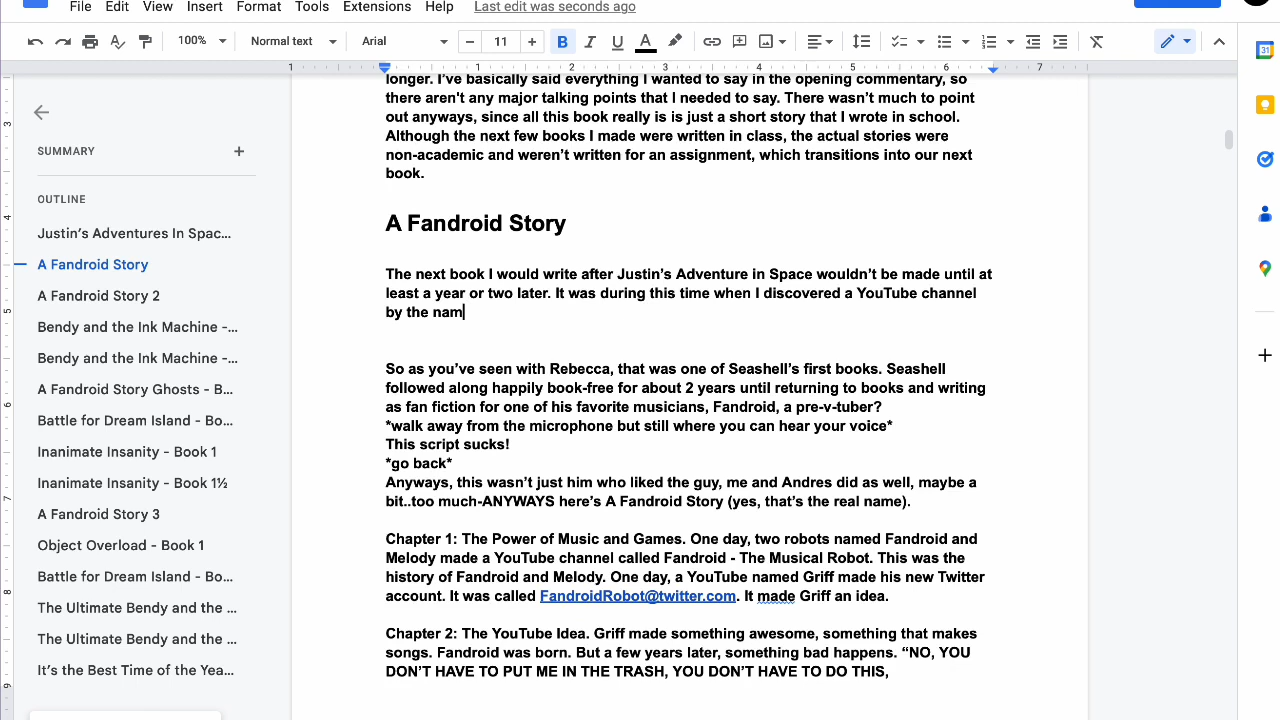 File Edit View Insert Format Tools Extensions Help Last edit was seconds ago
100% Normal text Arial 11 B I U A
1 1 2 3 4 5 6 7
longer. I've basically said everything I wanted to say in the opening commentary, so
there aren't any major talking points that I needed to say. There wasn't much to point
out anyways, since all this book really is is just a short story that I wrote in school.
Although the next few books I made were written in class, the actual stories were
non-academic and weren't written for an assignment, which transitions into our next
book.
A Fandroid Story
The next book I would write after Justin's Adventure in Space wouldn't be made until at
least a year or two later. It was during this time when I discovered a YouTube channel
by the nam
So as you've seen with Rebecca, that was one of Seashell's first books. Seashell
followed along happily book-free for about 2 years until returning to books and writing
as fan fiction for one of his favorite musicians, Fandroid, a pre-v-tuber?
*walk away from the microphone but still where you can hear your voice*
This script sucks!
*go back*
Anyways, this wasn't just him who liked the guy, me and Andres did as well, maybe a
bit..too much-ANYWAYS here's A Fandroid Story (yes, that's the real name).
Chapter 1: The Power of Music and Games. One day, two robots named Fandroid and
Melody made a YouTube channel called Fandroid - The Musical Robot. This was the
history of Fandroid and Melody. One day, a YouTube named Griff made his new Twitter
account. It was called FandroidRobot@twitter.com. It made Griff an idea.
Chapter 2: The YouTube Idea. Griff made something awesome, something that makes
songs. Fandroid was born. But a few years later, something bad happens. “NO, YOU
DON'T HAVE TO PUT ME IN THE TRASH, YOU DON'T HAVE TO DO THIS,
SUMMARY
OUTLINE
Justin's Adventures In Spac...
A Fandroid Story
A Fandroid Story 2
Bendy and the Ink Machine -...
Bendy and the Ink Machine -...
A Fandroid Story Ghosts - B...
Battle for Dream Island - Bo...
Inanimate Insanity - Book 1
Inanimate Insanity - Book 1½
A Fandroid Story 3
Object Overload - Book 1
Battle for Dream Island - Bo...
The Ultimate Bendy and the ...
The Ultimate Bendy and the ...
It's the Best Time of the Yea...
3
4
5
6
7
8
9
31